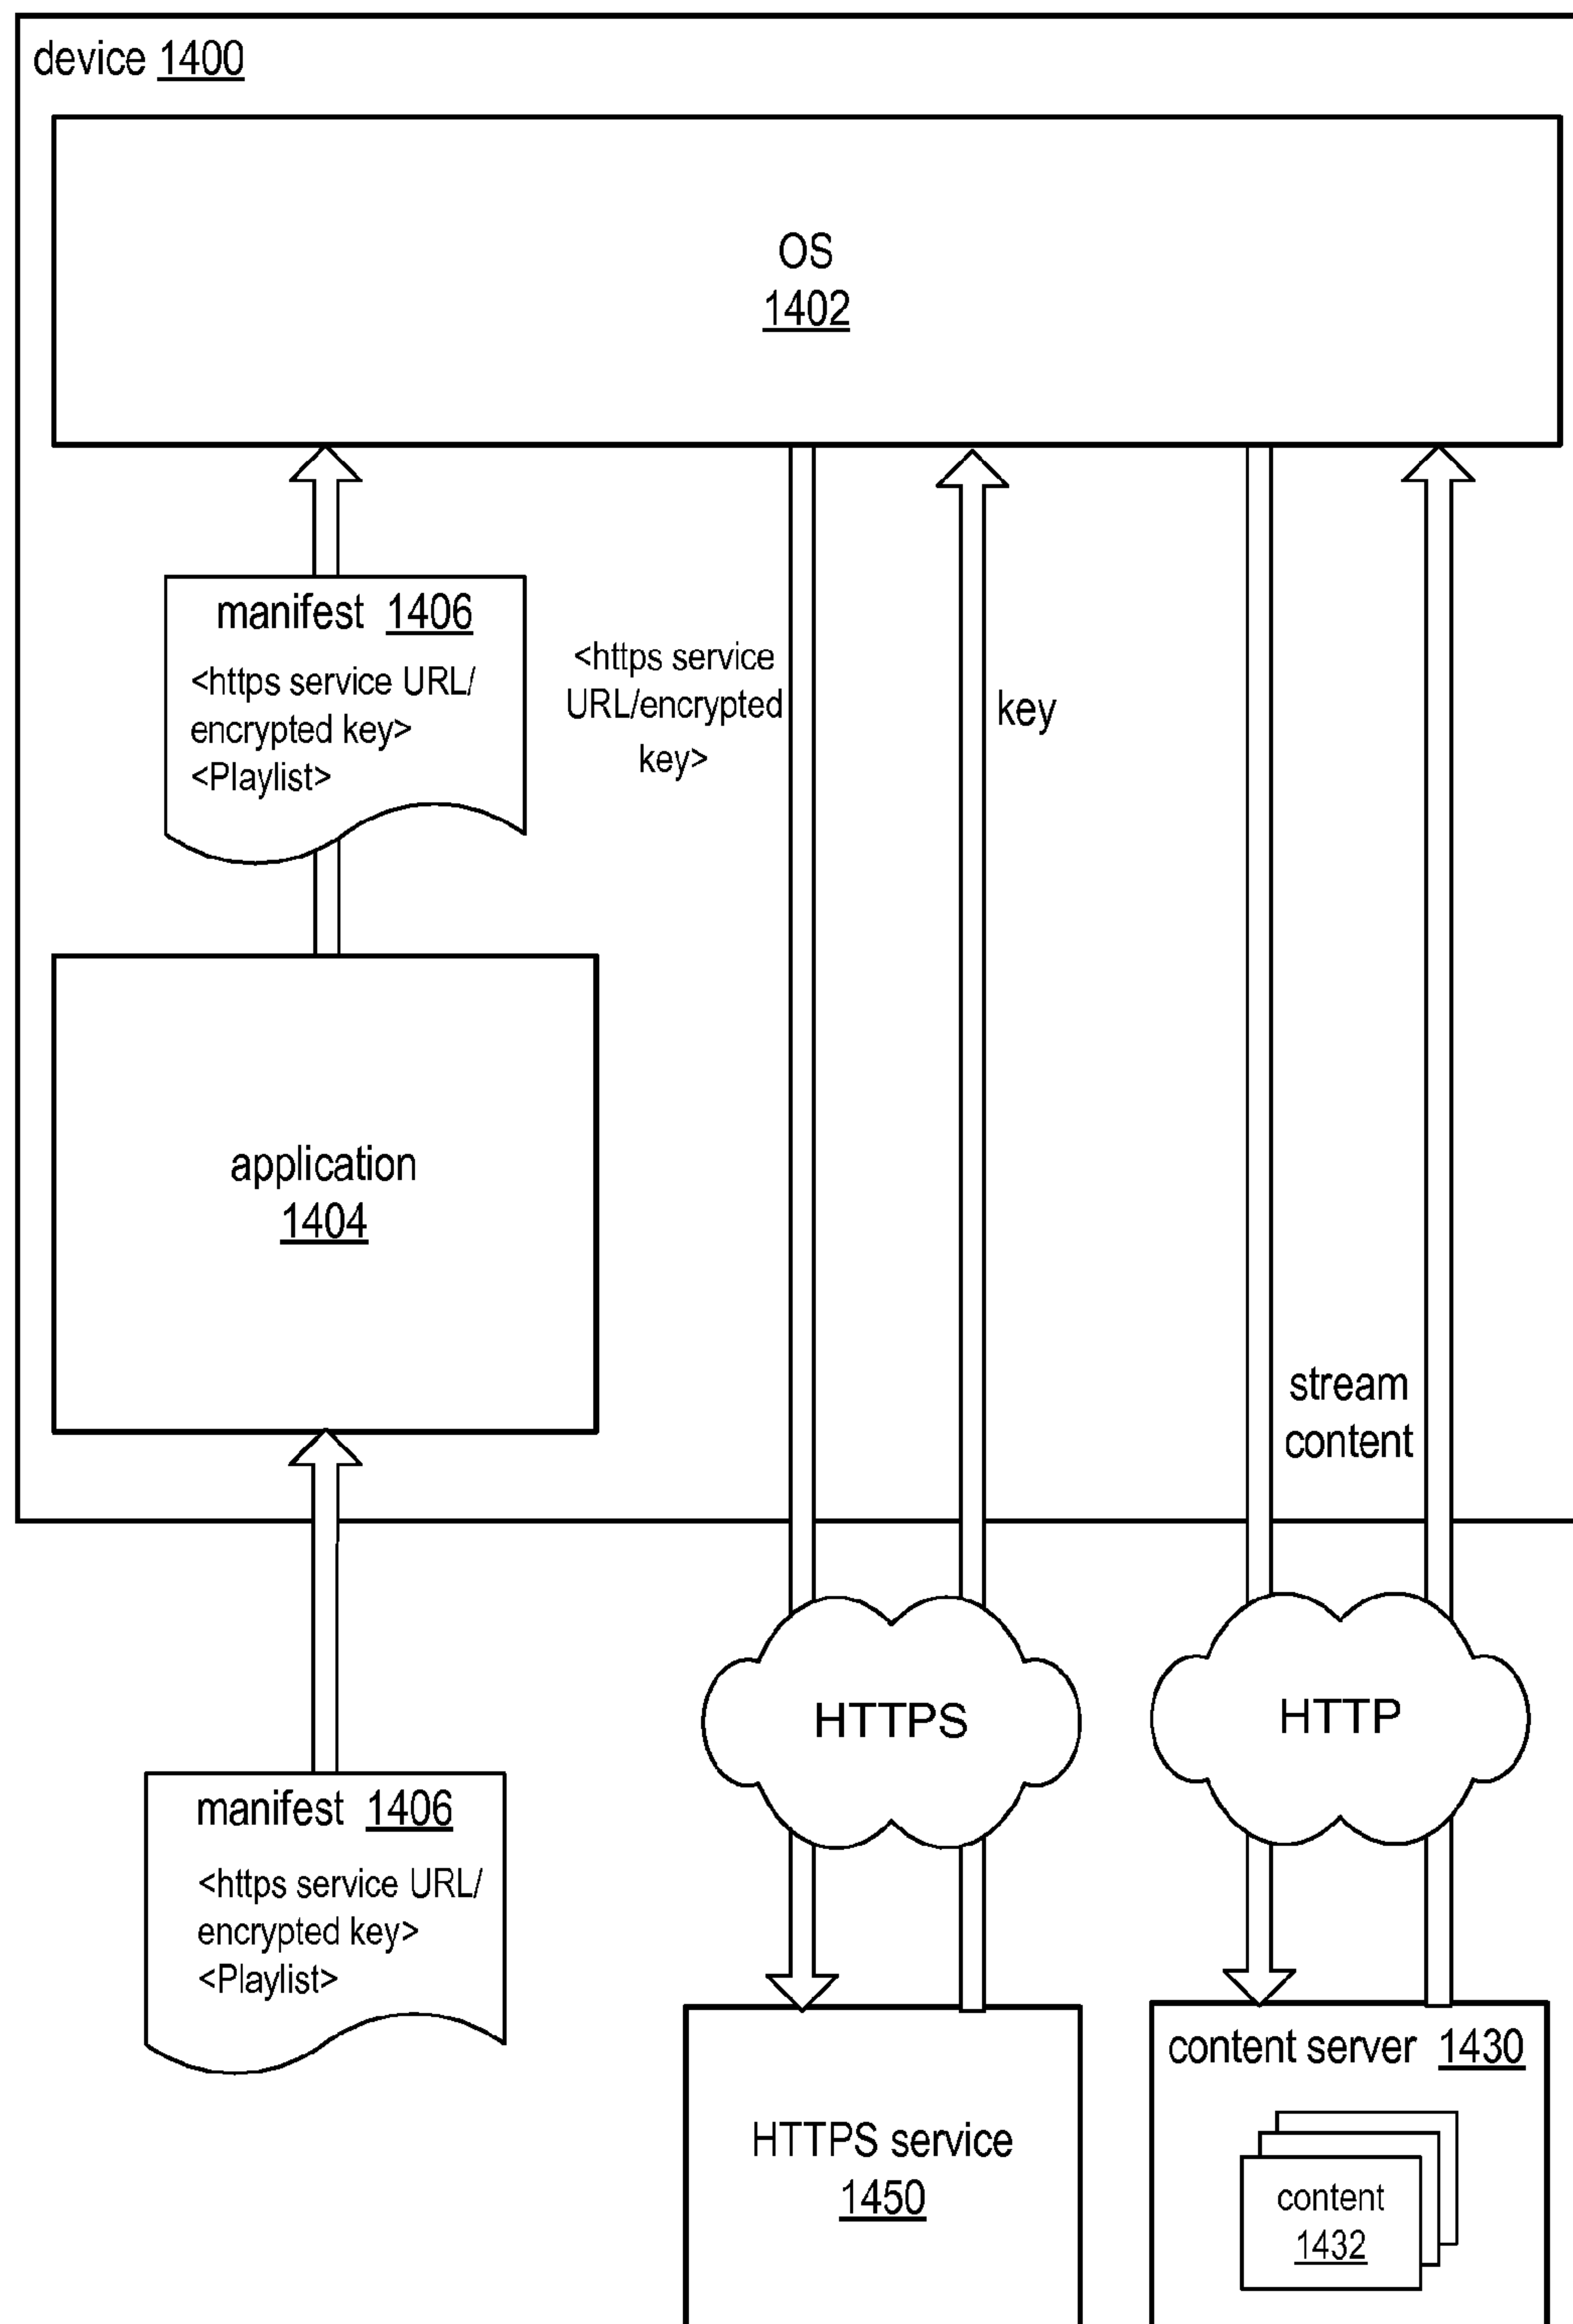 device 1400
OS
1402
manifest 1406
<https service URL/
encrypted key>
<Playlist>
<https service
URL/encrypted
key>
key
application
1404
stream
content
HTTPS
HTTP
manifest 1406
<https service URL/
encrypted key>
<Playlist>
HTTPS service
1450
content server 1430
content
1432